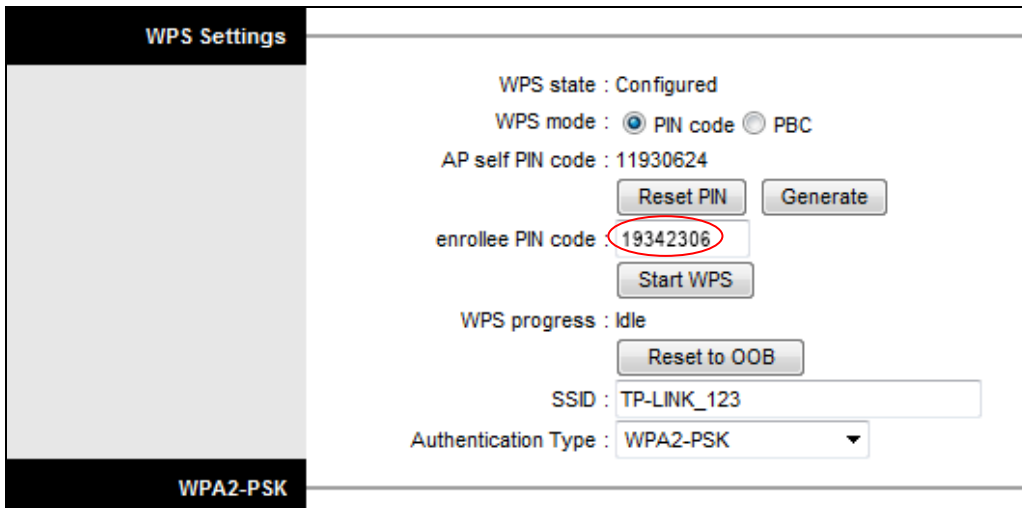 WPS Settings
WPS state : Configured
WPS mode : PIN code PBC
AP self PIN code : 11930624
Reset PIN Generate
enrollee PIN code : 19342306
Start WPS
WPS progress : Idle
Reset to OOB
SSID : TP-LINK_123
Authentication Type : WPA2-PSK
WPA2-PSK